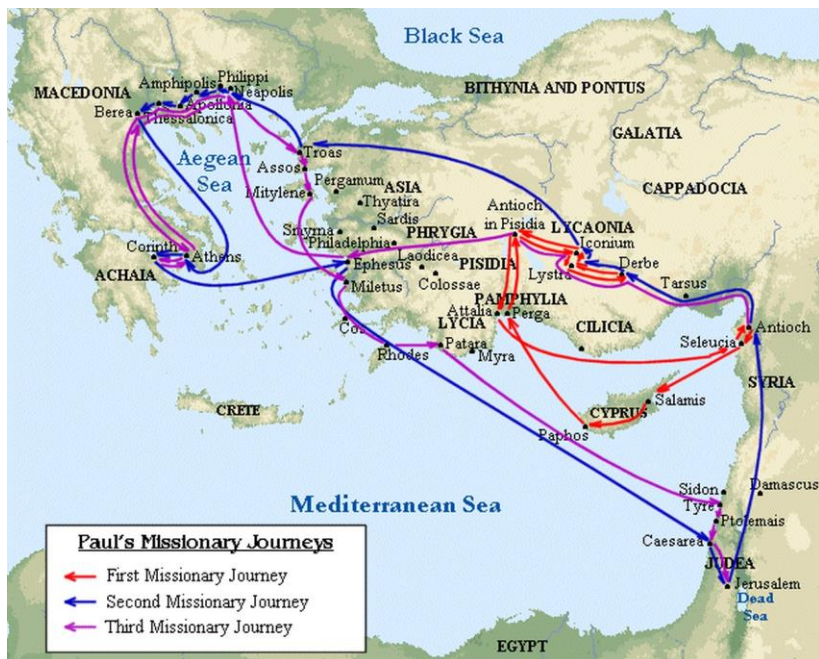 Black Sea
Philippi
Amphipolis
Neapolis
MACEDONIA
BITHYNIA AND PONTUS
Apollonia
Berea
Thessalonica
GALATIA
Aegean
Sea
Troas
Assos
Pergamum
ASIA
CAPPADOCIA
Mitylene
Thyatira
Antioch
in Pisidia
LYCAONIA
Sardis
Smyrna
PHRYGIA
Iconium
Philadelphia
Corinth
Athens
Laodicea
PISIDIA
Derbe
Ephesus
Lystra
ACHAIA
Colossae
Tarsus
Miletus
PAMPHYLIA
Attalia
Perga
Cos
LYCIA
CILICIA
Antioch
Seleucia
Rhodes
Patara
Myra
SYRIA
CRETE
Salamis
CYPRUS
Paphos
Mediterranean Sea
Sidon
Damascus
Tyre
Ptolemais
Caesarea
JUDEA
Jerusalem
Dead
Sea
EGYPT
Paul's Missionary Journeys
First Missionary Journey
Second Missionary Journey
Third Missionary Journey